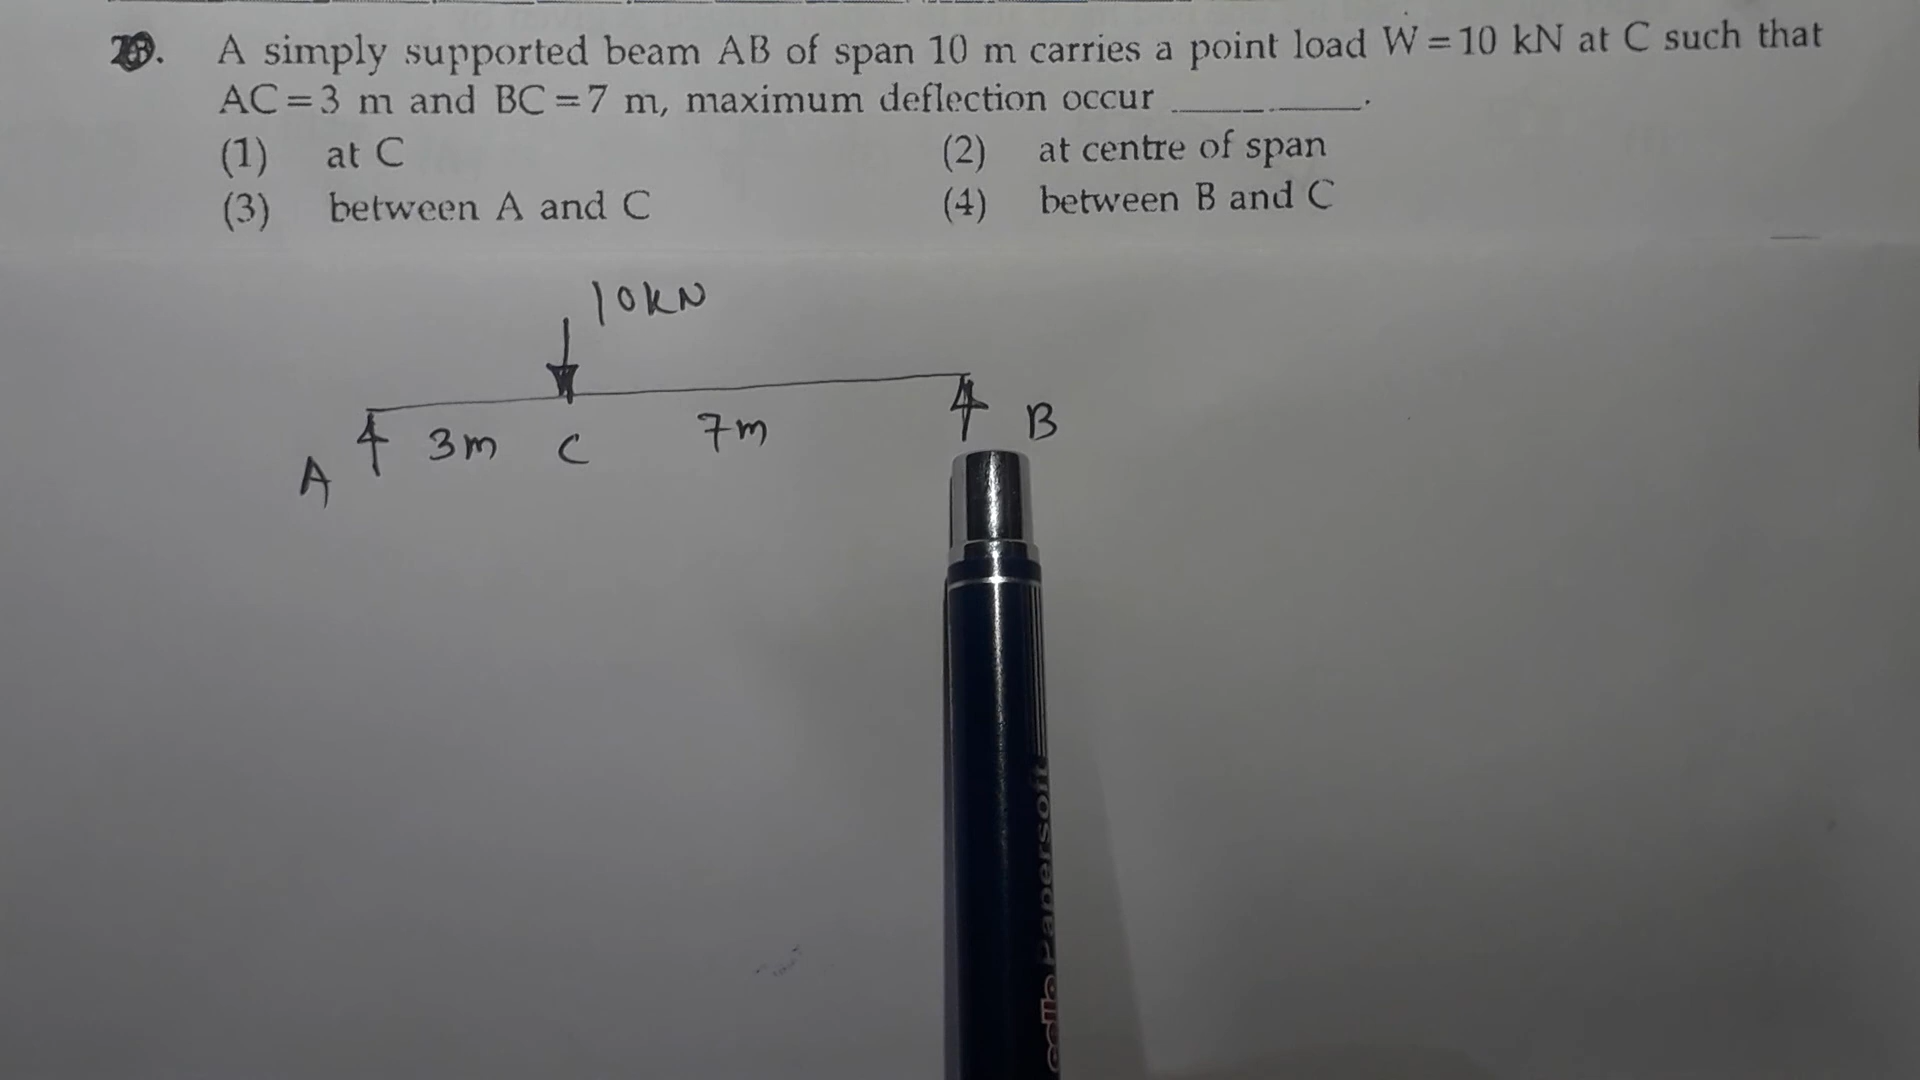 A simply supported beam AB of span 10 m carries a point load W = 10 kN at C such that
AC = 3 m and BC = 7 m, maximum deflection occur ________.
(1) at C
(2) at centre of span
(3) between A and C
(4) between B and C
10kN
A 3m C 7m B
Papersoft